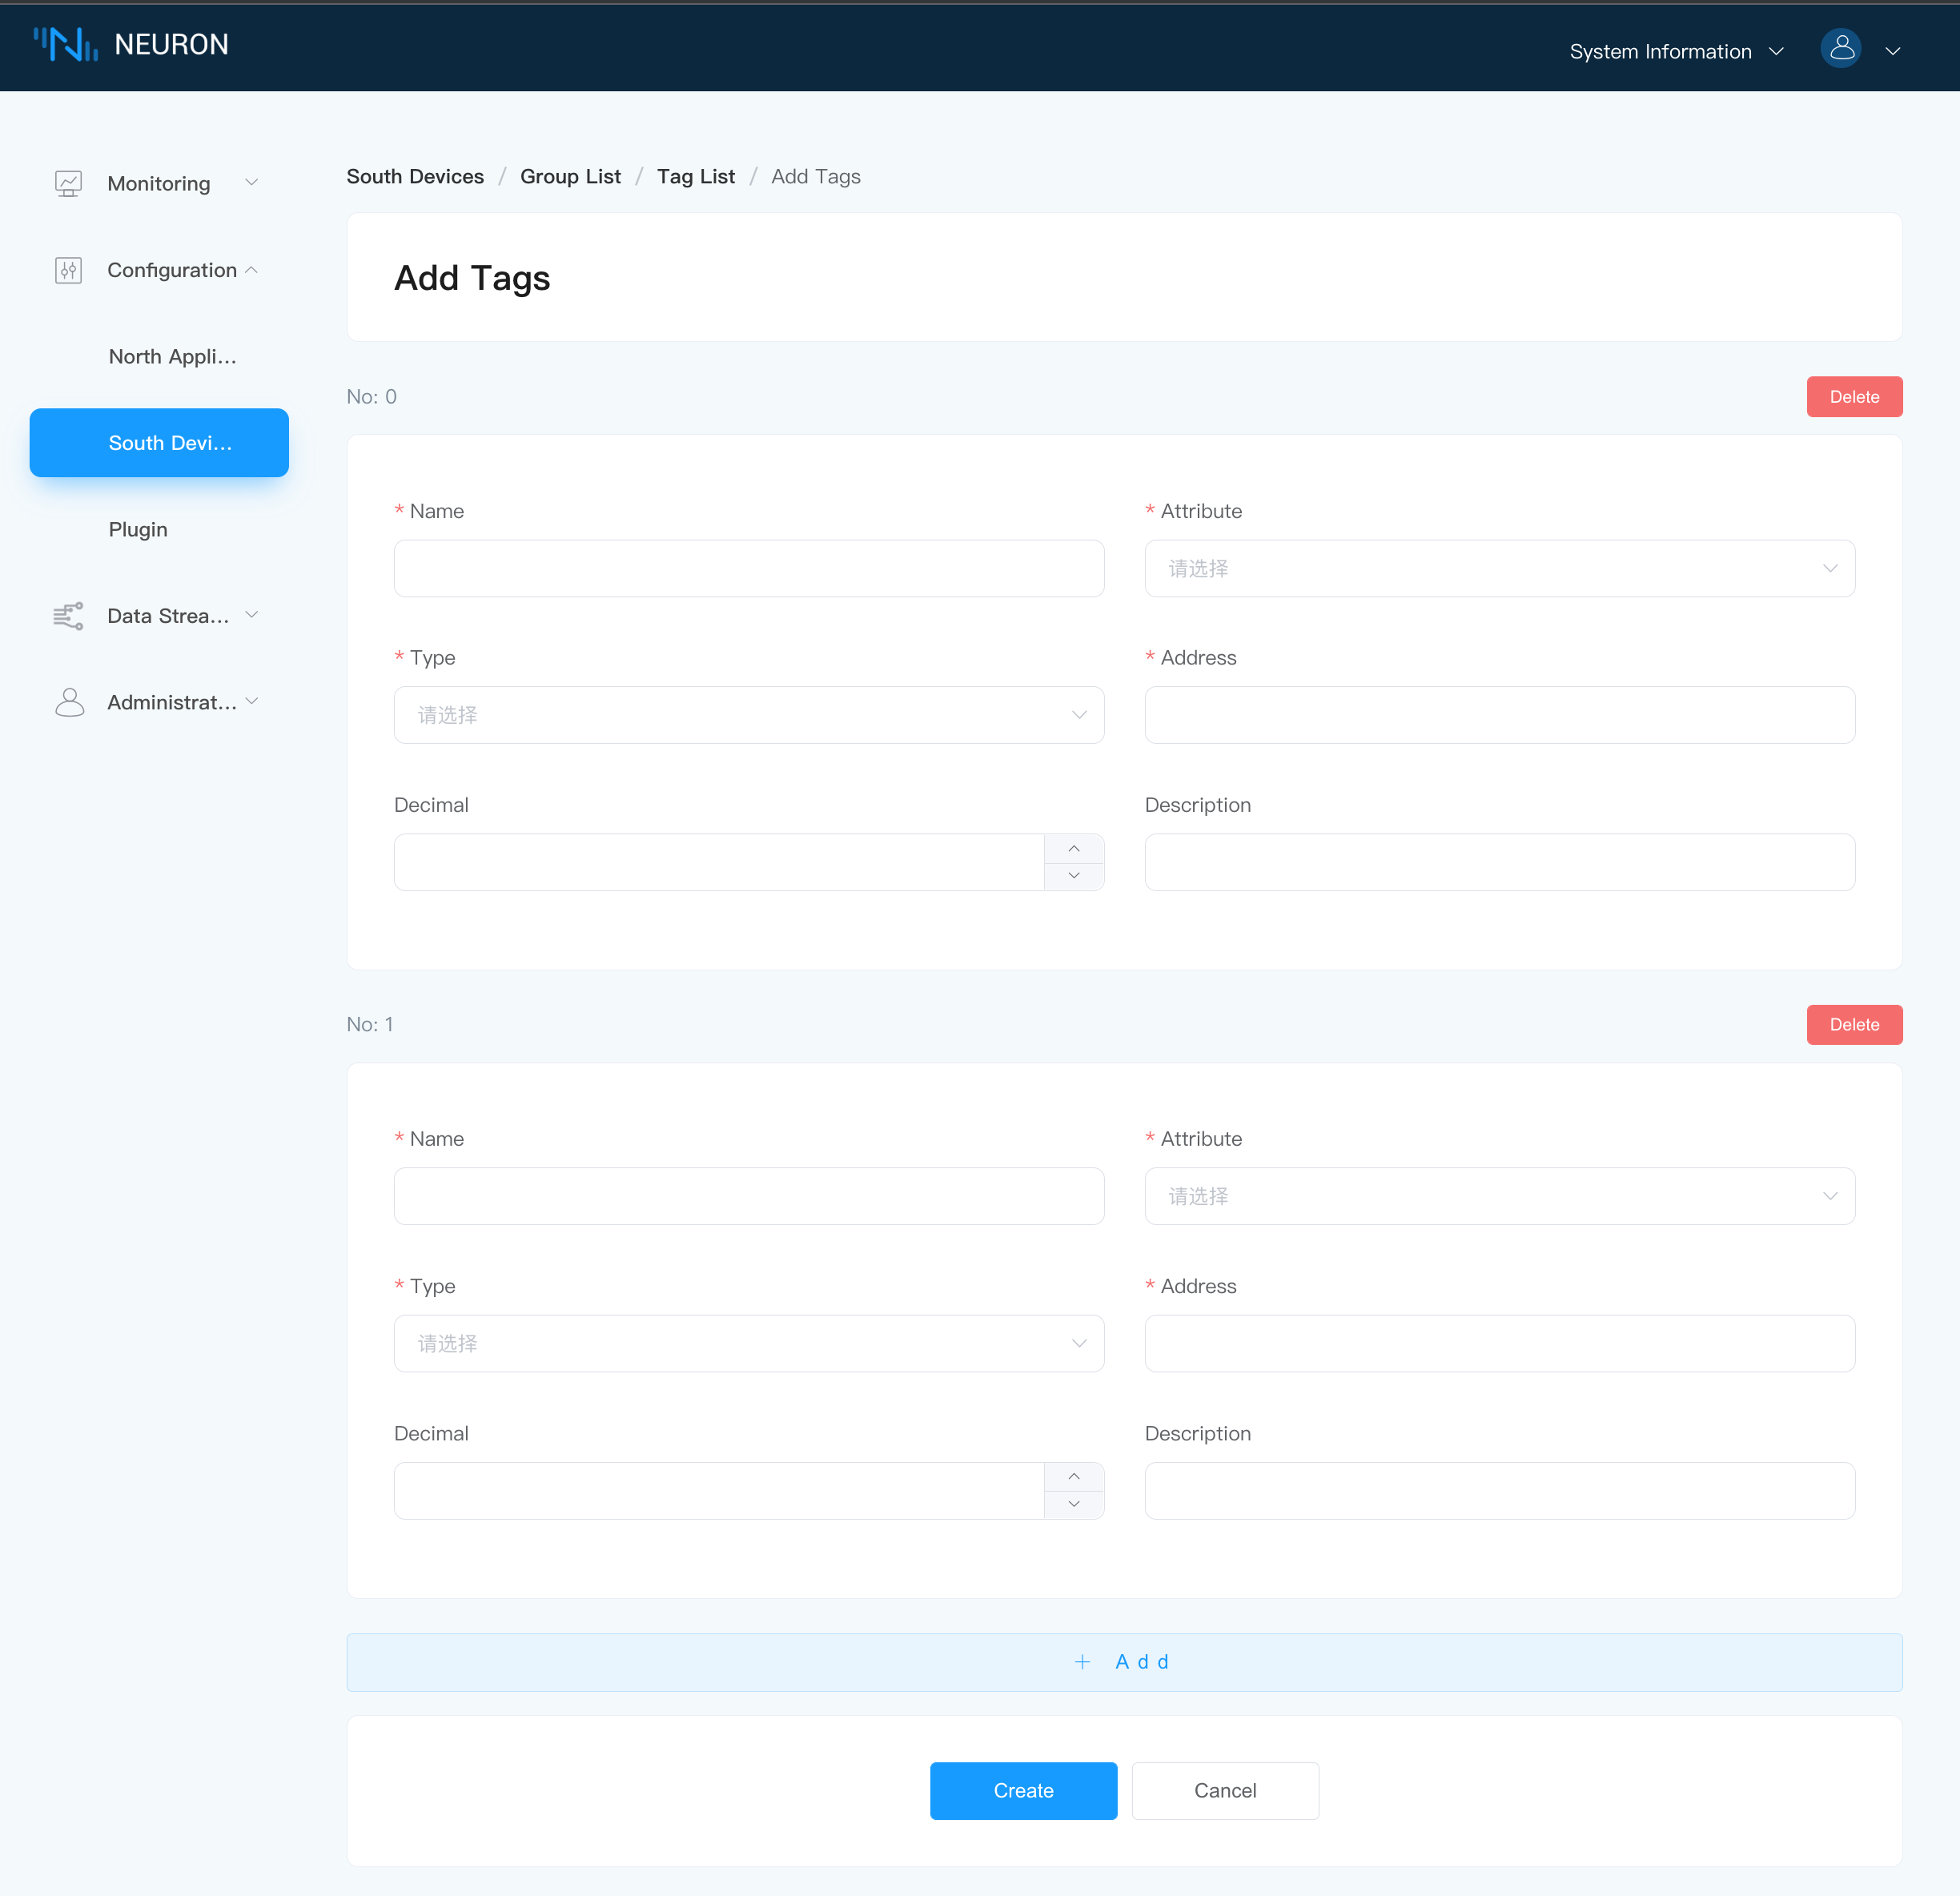 NEURON
System Information
Monitoring
Configuration
North Appli...
South Devi...
Plugin
Data Strea...
Administrat...
South Devices / Group List / Tag List / Add Tags
Add Tags
No: 0
Delete
* Name
* Attribute
请选择
* Type
* Address
请选择
Decimal
Description
No: 1
Delete
* Name
* Attribute
请选择
* Type
* Address
请选择
Decimal
Description
+ Add
Create
Cancel